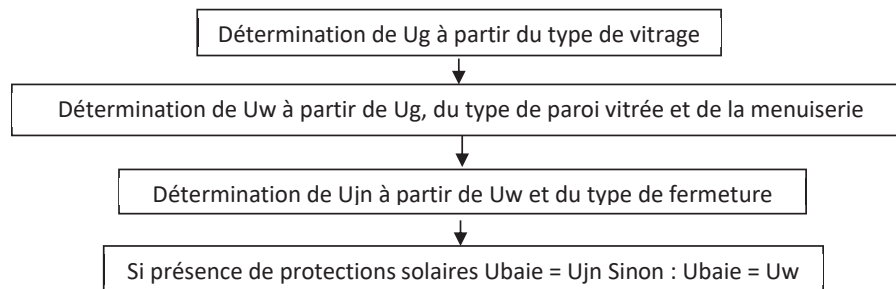 Détermination de Ug à partir du type de vitrage
Détermination de Uw à partir de Ug, du type de paroi vitrée et de la menuiserie
Détermination de Ujn à partir de Uw et du type de fermeture
Si présence de protections solaires Ubaie = Ujn Sinon : Ubaie = Uw